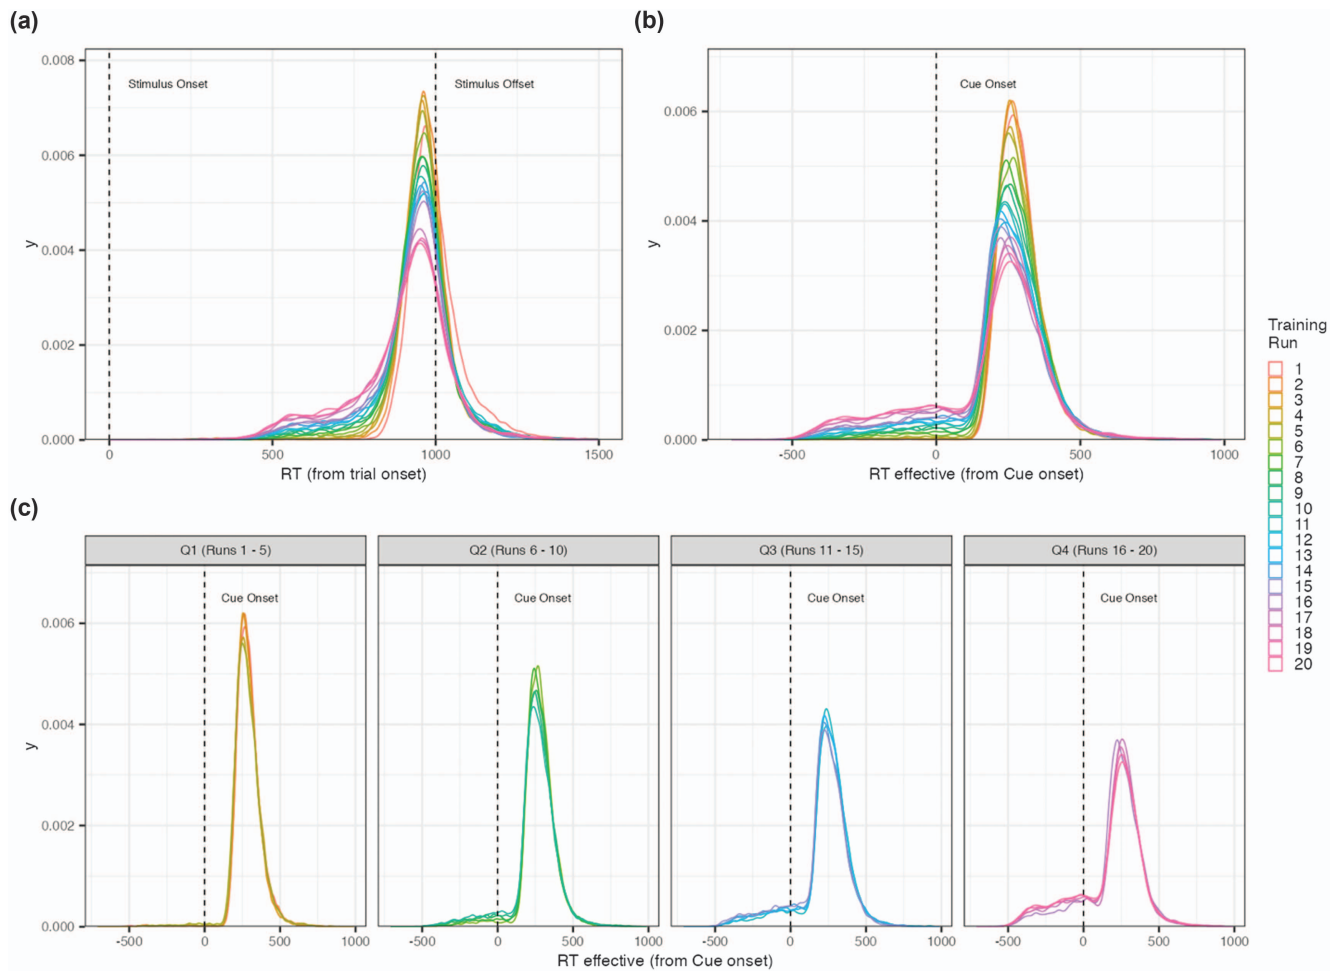 (a)
(b)
Stimulus Onset
Stimulus Offset
Cue Onset
0.008
0.006
0.004
0.002
0.000
y
0
500
1000
1500
RT (from trial onset)
0.006
0.004
0.002
0.000
y
-500
0
500
1000
RT effective (from Cue onset)
Training
Run
1
2
3
4
5
6
7
8
9
10
11
12
13
14
15
16
17
18
19
20
(c)
Q1 (Runs 1 - 5)
Q2 (Runs 6 - 10)
Q3 (Runs 11 - 15)
Q4 (Runs 16 - 20)
Cue Onset
Cue Onset
Cue Onset
Cue Onset
0.006
0.004
0.002
0.000
y
-500
0
500
1000
-500
0
500
1000
-500
0
500
1000
-500
0
500
1000
RT effective (from Cue onset)